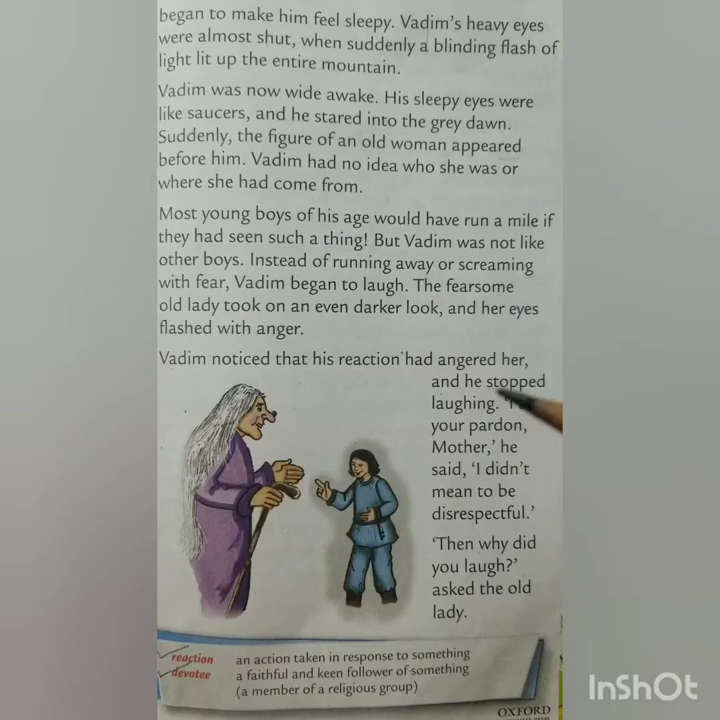 began to make him feel sleepy. Vadim's heavy eyes
were almost shut, when suddenly a blinding flash of
light lit up the entire mountain.
Vadim was now wide awake. His sleepy eyes were
like saucers, and he stared into the grey dawn.
Suddenly, the figure of an old woman appeared
before him. Vadim had no idea who she was or
where she had come from.
Most young boys of his age would have run a mile if
they had seen such a thing! But Vadim was not like
other boys. Instead of running away or screaming
with fear, Vadim began to laugh. The fearsome
old lady took on an even darker look, and her eyes
flashed with anger.
Vadim noticed that his reaction had angered her,
and he stopped
laughing.
your pardon,
Mother,' he
said, 'I didn't
mean to be
disrespectful.'
'Then why did
you laugh?'
asked the old
lady.
reaction an action taken in response to something
devotee a faithful and keen follower of something
(a member of a religious group)
OXFORD
InShOt